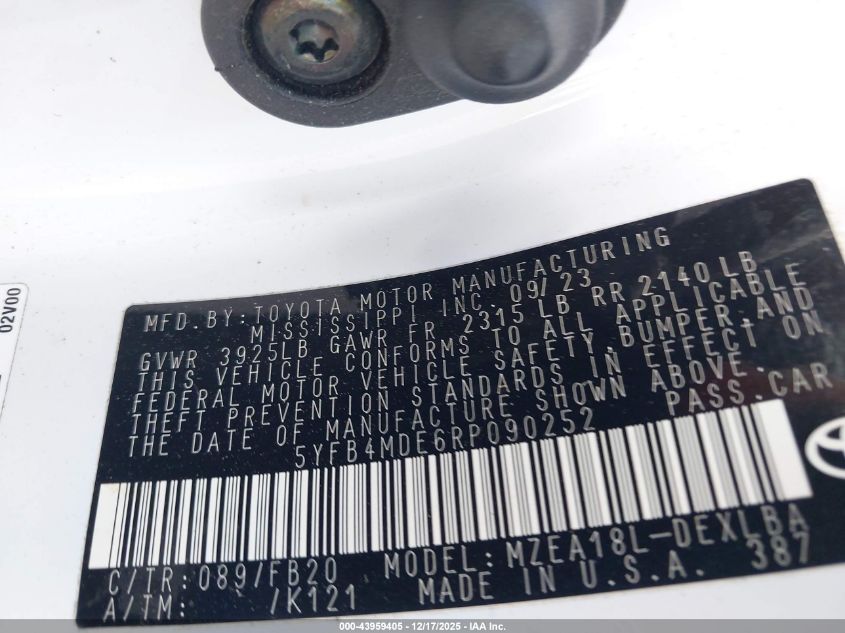 02V00
MFD.BY:TOYOTA MOTOR MANUFACTURING
MISSISSIPPI INC. 09/23
GVWR 3925LB GAWR FR 2315 LB RR 2140LB
THIS VEHICLE CONFORMS TO ALL APPLICABLE
FEDERAL MOTOR VEHICLE SAFETY,BUMPER,AND
THEFT PREVENTION STANDARDS IN EFFECT ON
THE DATE OF MANUFACTURE SHOWN ABOVE.
5YFB4MDE6RP090252 PASS.CAR
C/TR:089/FB20 MODEL:MZEA18L-DEXLBA
A/TM: /K121 MADE IN U.S.A. 387
000-43959405 - 12/17/2025 - IAA Inc.